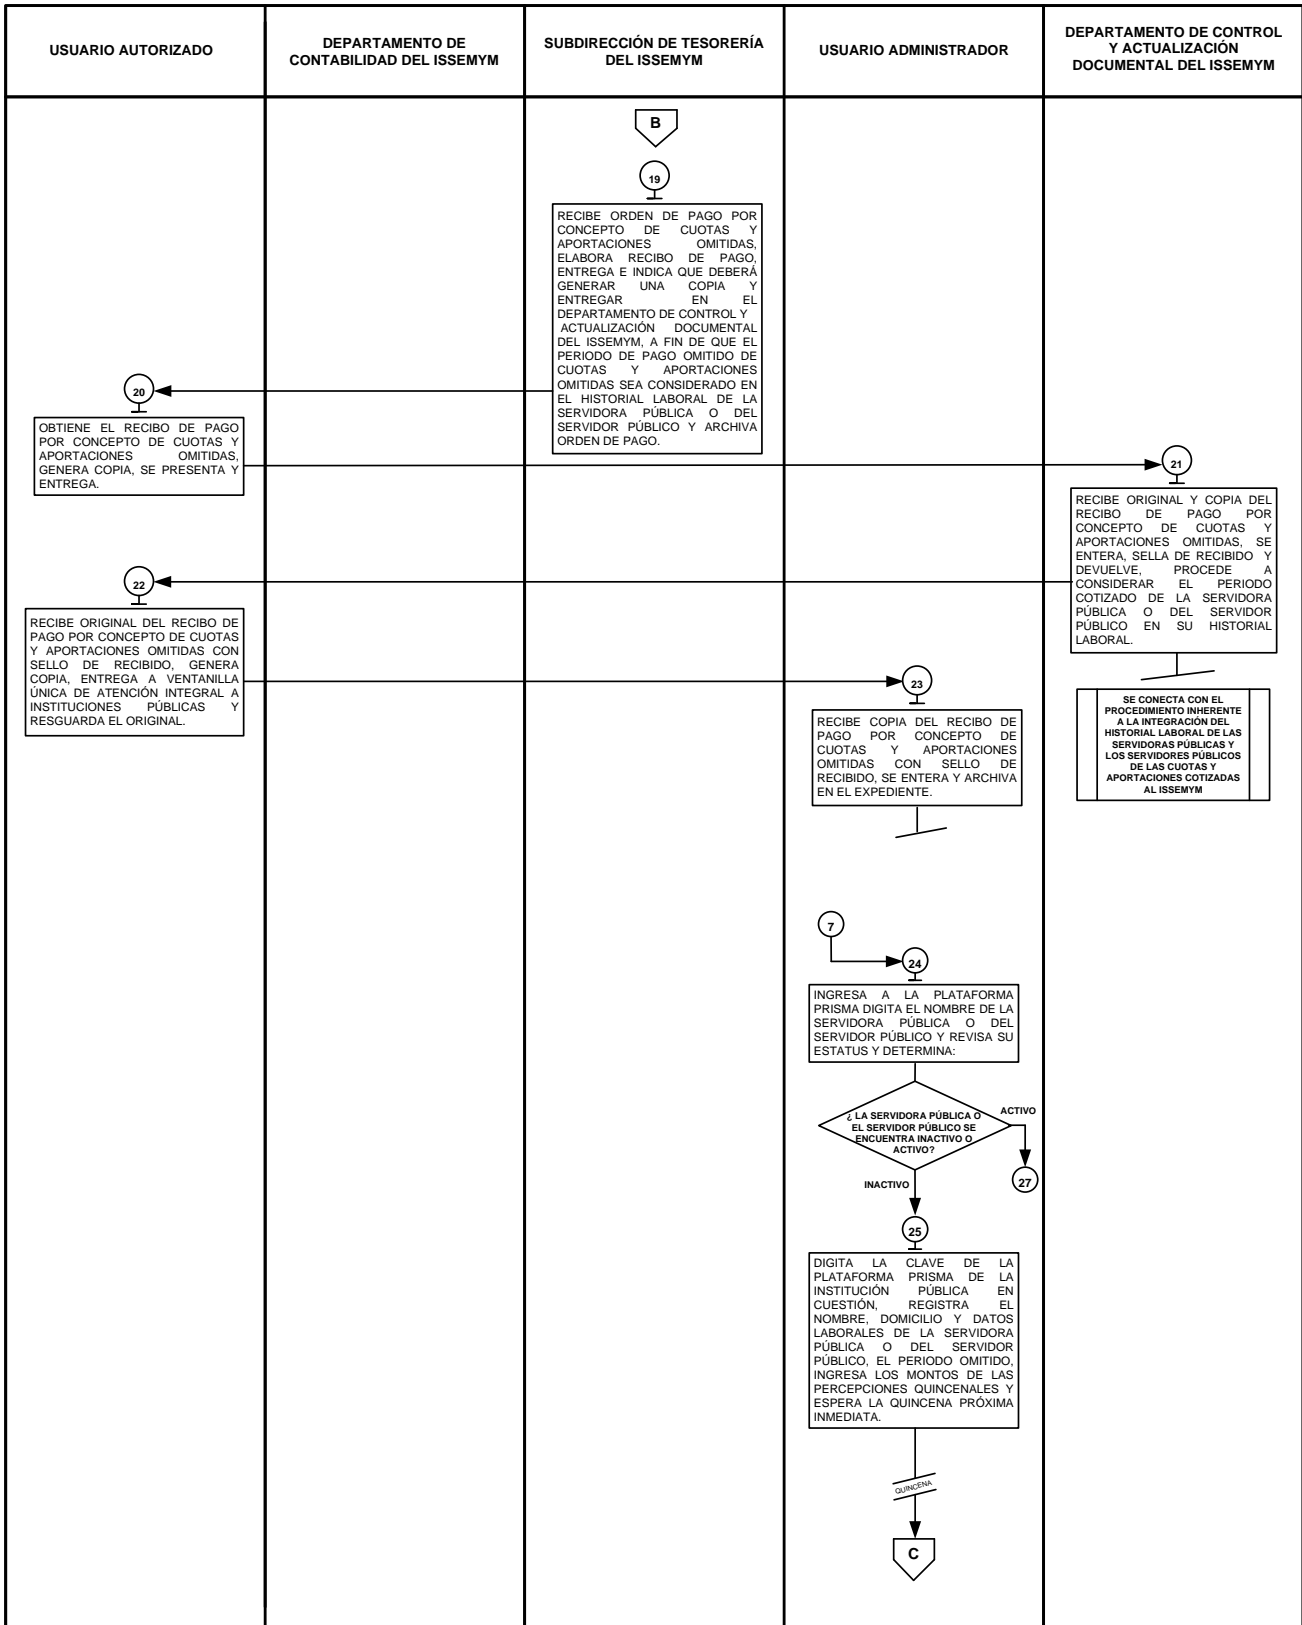 USUARIO AUTORIZADO
DEPARTAMENTO DE
CONTABILIDAD DEL ISSEMYM
SUBDIRECCIÓN DE TESORERÍA
DEL ISSEMYM
USUARIO ADMINISTRADOR
DEPARTAMENTO DE CONTROL
Y ACTUALIZACIÓN
DOCUMENTAL DEL ISSEMYM
B
19
RECIBE ORDEN DE PAGO POR
CONCEPTO DE CUOTAS Y
APORTACIONES OMITIDAS,
ELABORA RECIBO DE PAGO,
ENTREGA E INDICA QUE DEBERÁ
GENERAR UNA COPIA Y
ENTREGAR EN EL
DEPARTAMENTO DE CONTROL Y
ACTUALIZACIÓN DOCUMENTAL
DEL ISSEMYM, A FIN DE QUE EL
PERIODO DE PAGO OMITIDO DE
CUOTAS Y APORTACIONES
OMITIDAS SEA CONSIDERADO EN
EL HISTORIAL LABORAL DE LA
SERVIDORA PÚBLICA O DEL
SERVIDOR PÚBLICO Y ARCHIVA
ORDEN DE PAGO.
20
OBTIENE EL RECIBO DE PAGO
POR CONCEPTO DE CUOTAS Y
APORTACIONES OMITIDAS,
GENERA COPIA, SE PRESENTA Y
ENTREGA.
21
RECIBE ORIGINAL Y COPIA DEL
RECIBO DE PAGO POR
CONCEPTO DE CUOTAS Y
APORTACIONES OMITIDAS, SE
ENTERA, SELLA DE RECIBIDO Y
DEVUELVE, PROCEDE A
CONSIDERAR EL PERIODO
COTIZADO DE LA SERVIDORA
PÚBLICA O DEL SERVIDOR
PÚBLICO EN SU HISTORIAL
LABORAL.
SE CONECTA CON EL
PROCEDIMIENTO INHERENTE
A LA INTEGRACIÓN DEL
HISTORIAL LABORAL DE LAS
SERVIDORAS PÚBLICAS Y
LOS SERVIDORES PÚBLICOS
DE LAS CUOTAS Y
APORTACIONES COTIZADAS
AL ISSEMYM
22
RECIBE ORIGINAL DEL RECIBO DE
PAGO POR CONCEPTO DE CUOTAS
Y APORTACIONES OMITIDAS CON
SELLO DE RECIBIDO, GENERA
COPIA, ENTREGA A VENTANILLA
ÚNICA DE ATENCIÓN INTEGRAL A
INSTITUCIONES PÚBLICAS Y
RESGUARDA EL ORIGINAL.
23
RECIBE COPIA DEL RECIBO DE
PAGO POR CONCEPTO DE
CUOTAS Y APORTACIONES
OMITIDAS CON SELLO DE
RECIBIDO, SE ENTERA Y ARCHIVA
EN EL EXPEDIENTE.
7
24
INGRESA A LA PLATAFORMA
PRISMA DIGITA EL NOMBRE DE LA
SERVIDORA PÚBLICA O DEL
SERVIDOR PÚBLICO Y REVISA SU
ESTATUS Y DETERMINA:
¿ LA SERVIDORA PÚBLICA O
EL SERVIDOR PÚBLICO SE
ENCUENTRA INACTIVO O
ACTIVO?
ACTIVO
27
INACTIVO
25
DIGITA LA CLAVE DE LA
PLATAFORMA PRISMA DE LA
INSTITUCIÓN PÚBLICA EN
CUESTIÓN, REGISTRA EL
NOMBRE, DOMICILIO Y DATOS
LABORALES DE LA SERVIDORA
PÚBLICA O DEL SERVIDOR
PÚBLICO, EL PERIODO OMITIDO,
INGRESA LOS MONTOS DE LAS
PERCEPCIONES QUINCENALES Y
ESPERA LA QUINCENA PRÓXIMA
INMEDIATA.
QUINCENA
C